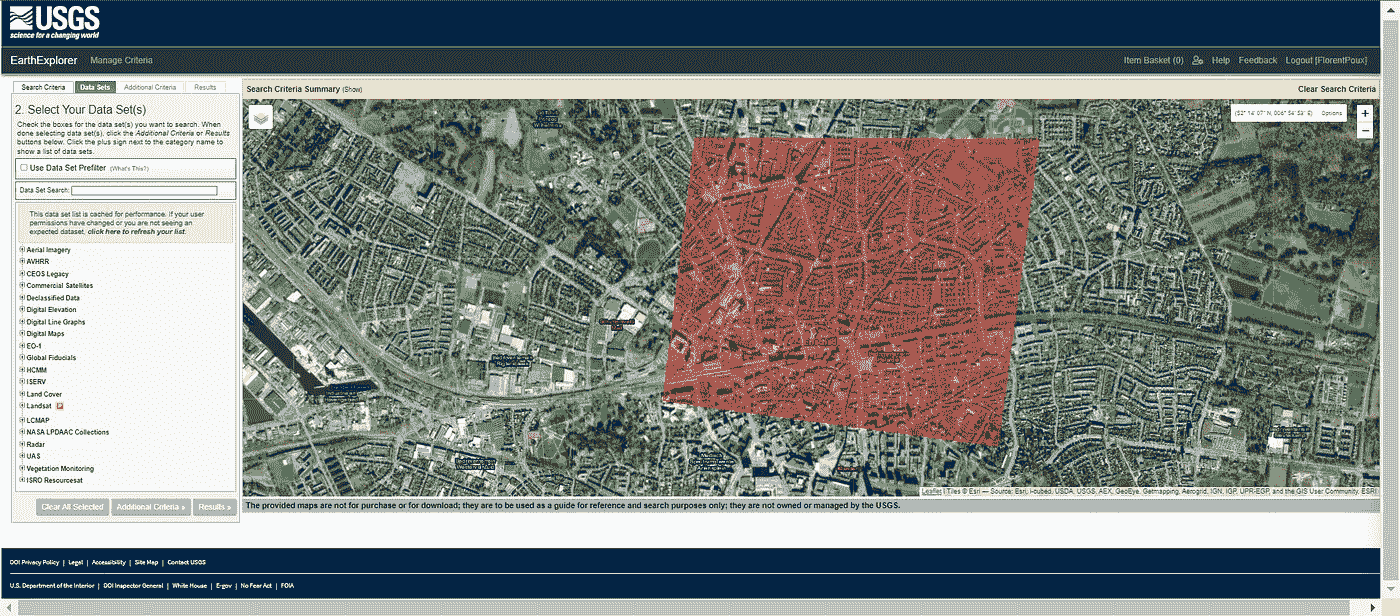 USGS
science for a changing world
EarthExplorer
Manage Criteria
Item Basket (0)
Help
Feedback
Logout [FlorentPoux]
Search Criteria
Data Sets
Additional Criteria
Results
2. Select Your Data Set(s)
Check the boxes for the data set(s) you want to search. When
done selecting data set(s), click the Additional Criteria or Results
buttons below. Click the plus sign next to the category name to
show a list of data sets.
Use Data Set Prefilter (What's This?)
Data Set Search:
This data set list is cached for performance. If your user
permissions have changed or you are not seeing an
expected dataset, click here to refresh your list.
Aerial Imagery
AVHRR
CEOS Legacy
Commercial Satellites
Declassified Data
Digital Elevation
Digital Line Graphs
Digital Maps
EO-1
Global Fiducials
HCMM
ISERV
Land Cover
Landsat
LCMAP
NASA LPDAAC Collections
Radar
UAS
Vegetation Monitoring
ISRO Resourcesat
Clear All Selected
Additional Criteria »
Results »
Search Criteria Summary (Show)
Clear Search Criteria
Options
+
−
Leaflet | Tiles © Esri — Source: Esri, i-cubed, USDA, USGS, AEX, GeoEye, Getmapping, Aerogrid, IGN, IGP, UPR-EGP, and the GIS User Community, ESRI
The provided maps are not for purchase or for download; they are to be used as a guide for reference and search purposes only; they are not owned or managed by the USGS.
DOI Privacy Policy | Legal | Accessibility | Site Map | Contact USGS
U.S. Department of the Interior | DOI Inspector General | White House | E-gov | No Fear Act | FOIA